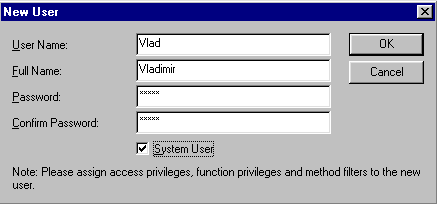 New User
User Name: Vlad OK
Full Name: Vladimir Cancel
Password: *****
Confirm Password: *****
System User
Note: Please assign access privileges, function privileges and method filters to the new
user.